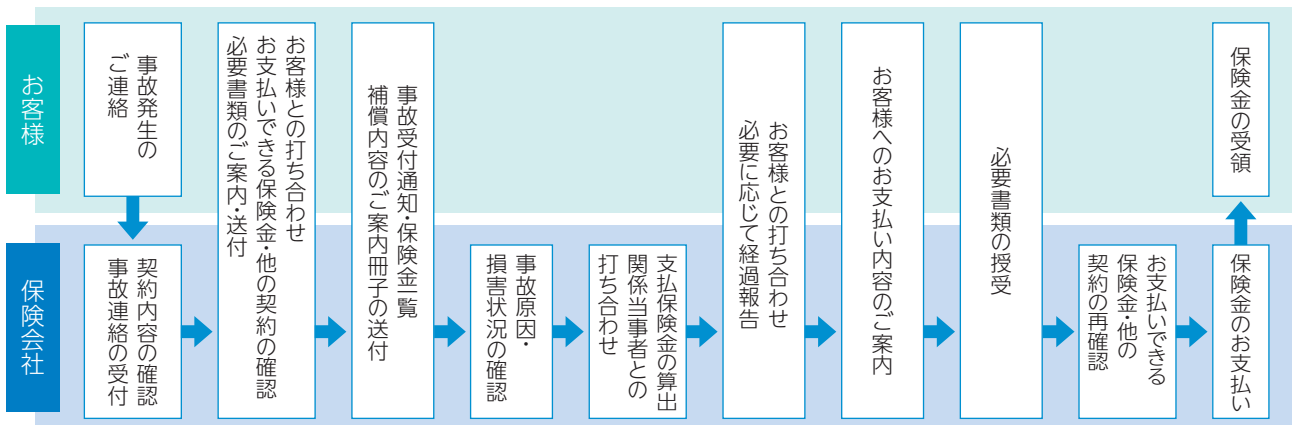 お客様
保険会社
事故発生の
ご連絡
契約内容の確認
事故連絡の受付
お客様との打ち合わせ
お支払いできる保険金・他の契約の確認
必要書類のご案内・送付
事故受付通知・保険金一覧
補償内容のご案内冊子の送付
事故原因・
損害状況の確認
支払保険金の算出
関係当事者との
打ち合わせ
お客様との打ち合わせ
必要に応じて経過報告
お客様へのお支払い内容のご案内
必要書類の授受
お支払いできる
保険金・他の
契約の再確認
保険金のお支払い
保険金の受領